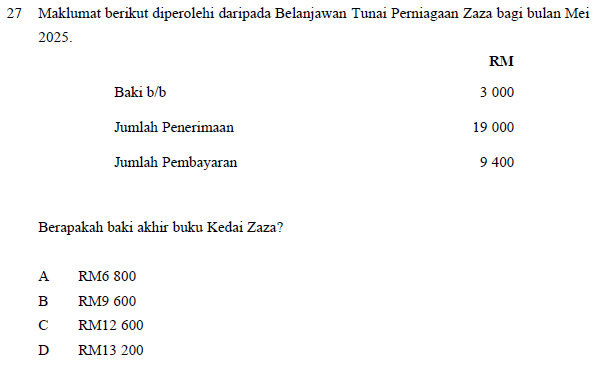 27 Maklumat berikut diperolehi daripada Belanjawan Tunai Perniagaan Zaza bagi bulan Mei
2025.
RM
Baki b/b 3 000
Jumlah Penerimaan 19 000
Jumlah Pembayaran 9 400
Berapakah baki akhir buku Kedai Zaza?
A RM6 800
B RM9 600
C RM12 600
D RM13 200